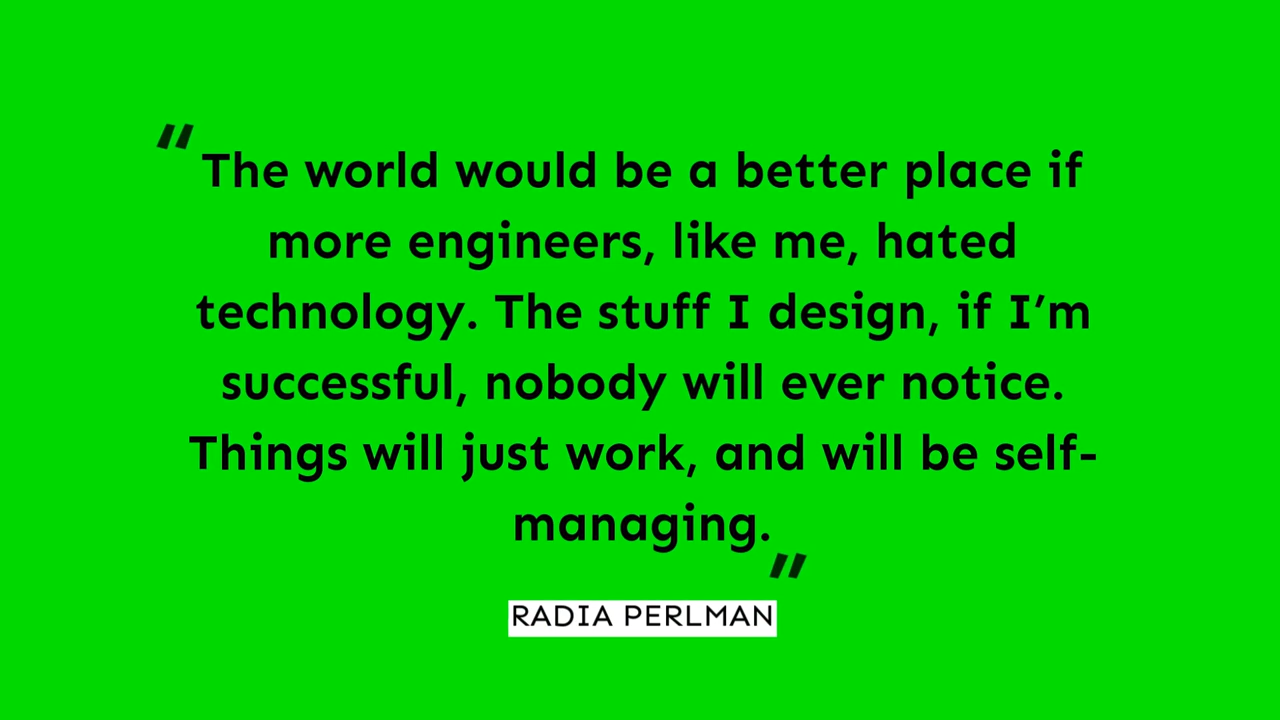 “The world would be a better place if
more engineers, like me, hated
technology. The stuff I design, if I’m
successful, nobody will ever notice.
Things will just work, and will be self-
managing.”
RADIA PERLMAN